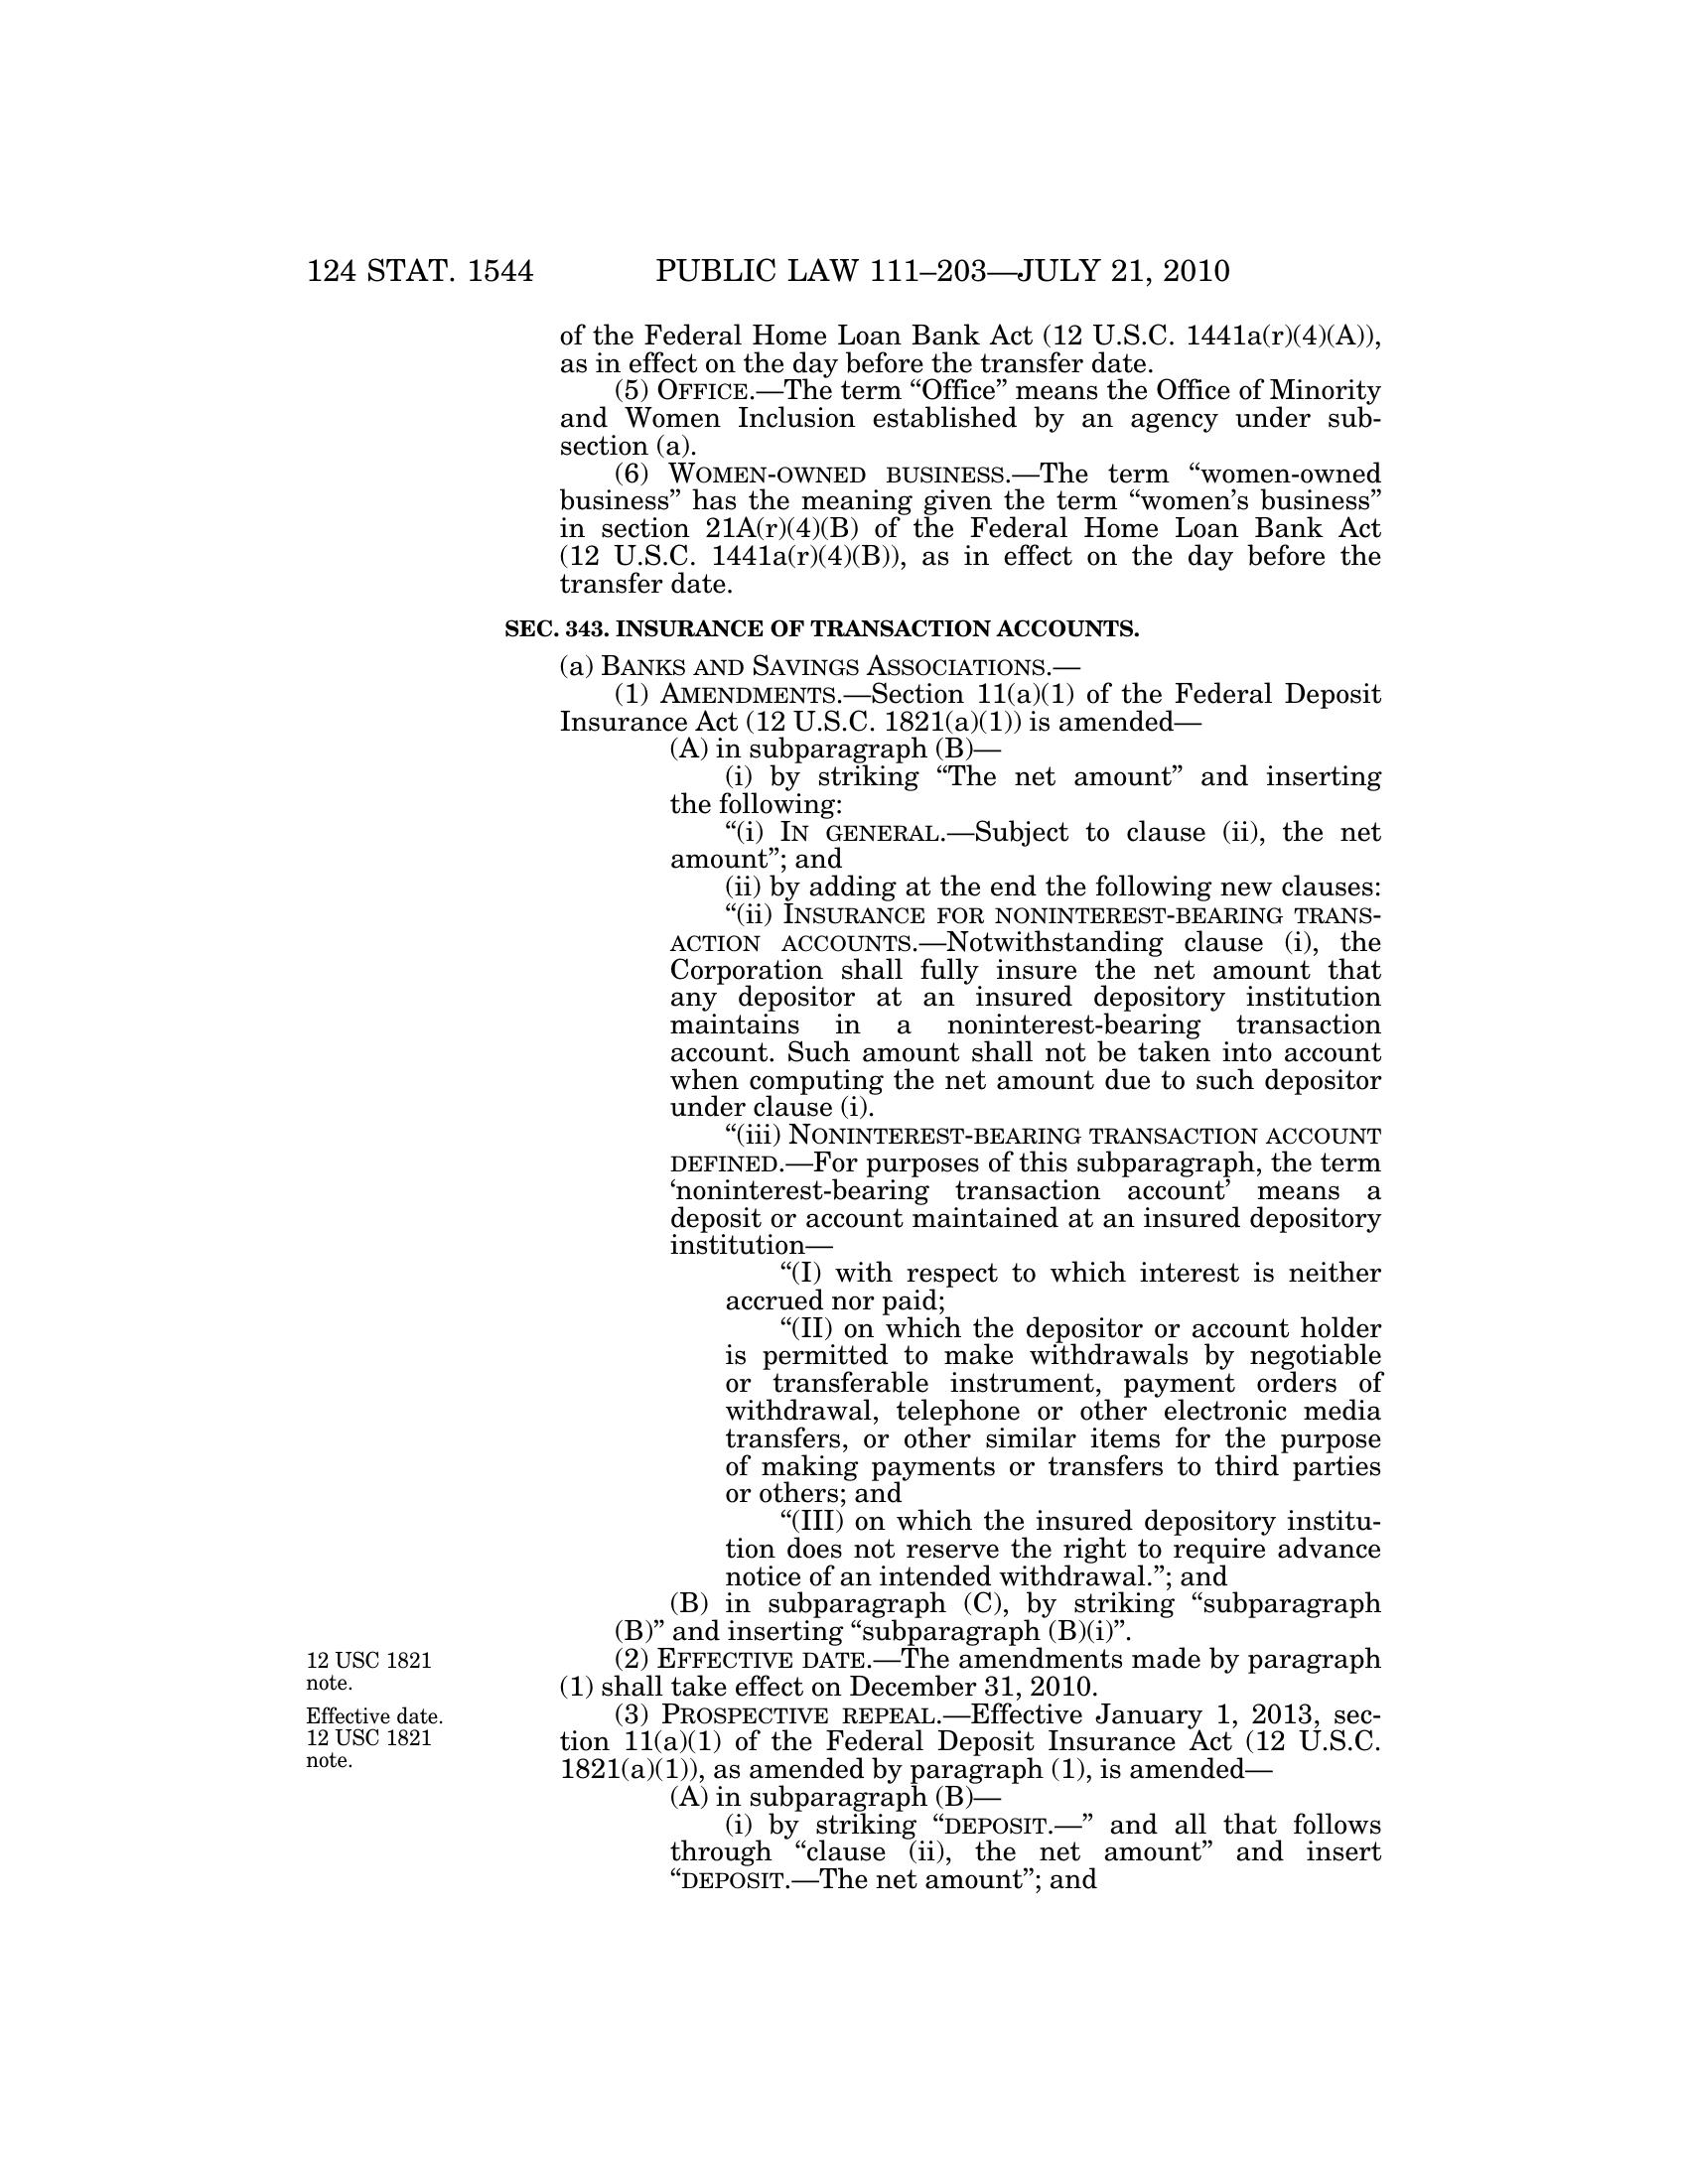 124 STAT. 1544 PUBLIC LAW 111–203—JULY 21, 2010
of the Federal Home Loan Bank Act (12 U.S.C. 1441a(r)(4)(A)),
as in effect on the day before the transfer date.
(5) OFFICE.—The term “Office” means the Office of Minority
and Women Inclusion established by an agency under sub-
section (a).
(6) WOMEN-OWNED BUSINESS.—The term “women-owned
business” has the meaning given the term “women’s business”
in section 21A(r)(4)(B) of the Federal Home Loan Bank Act
(12 U.S.C. 1441a(r)(4)(B)), as in effect on the day before the
transfer date.
SEC. 343. INSURANCE OF TRANSACTION ACCOUNTS.
(a) BANKS AND SAVINGS ASSOCIATIONS.—
(1) AMENDMENTS.—Section 11(a)(1) of the Federal Deposit
Insurance Act (12 U.S.C. 1821(a)(1)) is amended—
(A) in subparagraph (B)—
(i) by striking “The net amount” and inserting
the following:
“(i) IN GENERAL.—Subject to clause (ii), the net
amount”; and
(ii) by adding at the end the following new clauses:
“(ii) INSURANCE FOR NONINTEREST-BEARING TRANS-
ACTION ACCOUNTS.—Notwithstanding clause (i), the
Corporation shall fully insure the net amount that
any depositor at an insured depository institution
maintains in a noninterest-bearing transaction
account. Such amount shall not be taken into account
when computing the net amount due to such depositor
under clause (i).
“(iii) NONINTEREST-BEARING TRANSACTION ACCOUNT
DEFINED.—For purposes of this subparagraph, the term
‘noninterest-bearing transaction account’ means a
deposit or account maintained at an insured depository
institution—
“(I) with respect to which interest is neither
accrued nor paid;
“(II) on which the depositor or account holder
is permitted to make withdrawals by negotiable
or transferable instrument, payment orders of
withdrawal, telephone or other electronic media
transfers, or other similar items for the purpose
of making payments or transfers to third parties
or others; and
“(III) on which the insured depository institu-
tion does not reserve the right to require advance
notice of an intended withdrawal.”; and
(B) in subparagraph (C), by striking “subparagraph
(B)” and inserting “subparagraph (B)(i)”.
(2) EFFECTIVE DATE.—The amendments made by paragraph
(1) shall take effect on December 31, 2010.
(3) PROSPECTIVE REPEAL.—Effective January 1, 2013, sec-
tion 11(a)(1) of the Federal Deposit Insurance Act (12 U.S.C.
1821(a)(1)), as amended by paragraph (1), is amended—
(A) in subparagraph (B)—
(i) by striking “DEPOSIT.—” and all that follows
through “clause (ii), the net amount” and insert
“DEPOSIT.—The net amount”; and
12 USC 1821
note.
Effective date.
12 USC 1821
note.